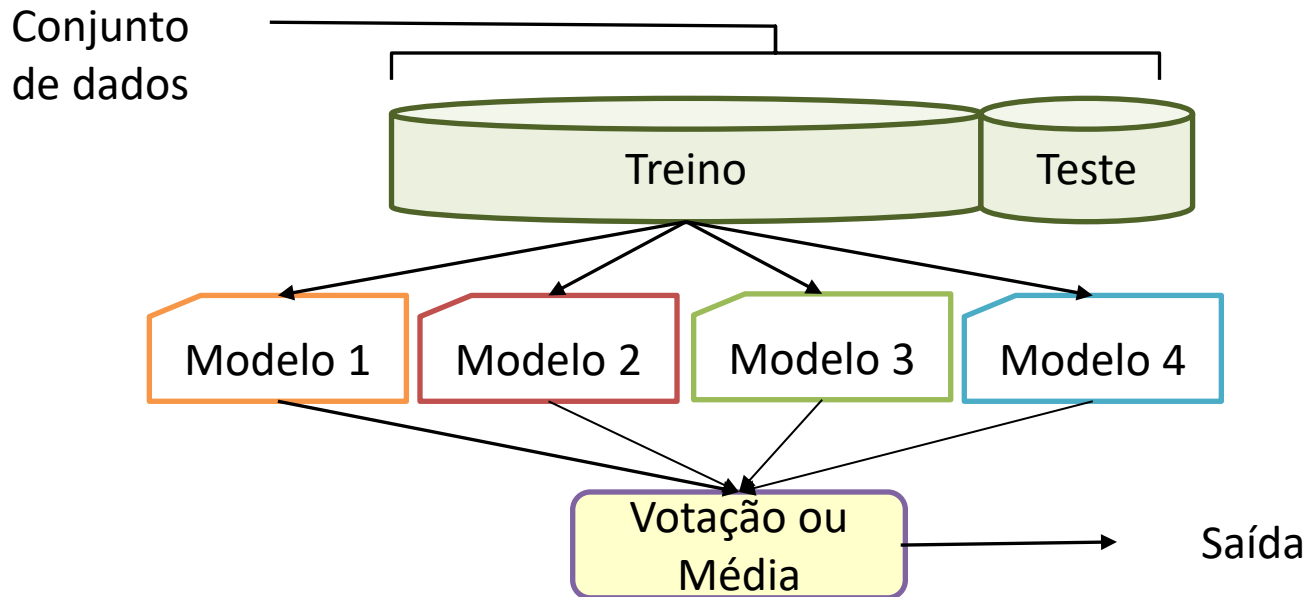 Conjunto
de dados
Treino
Teste
Modelo 1
Modelo 2
Modelo 3
Modelo 4
Votação ou
Média
Saída